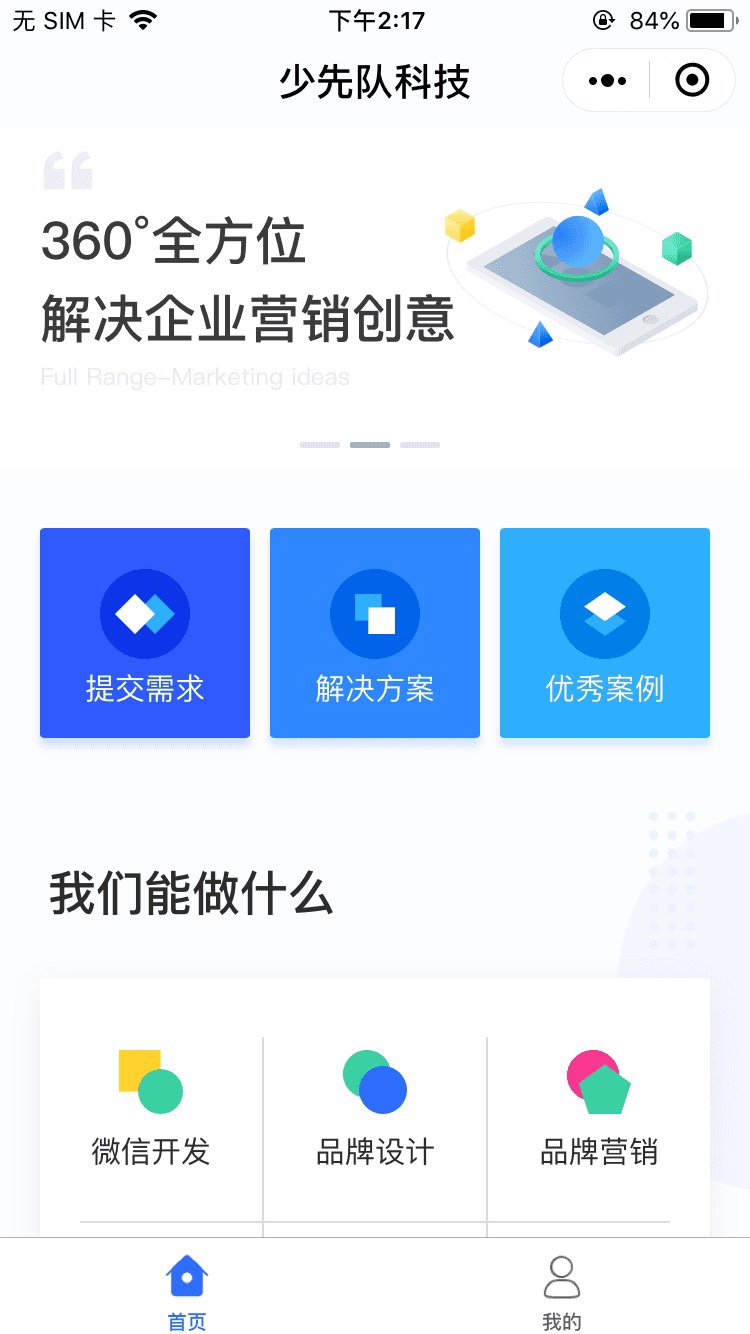 无 SIM 卡 下午2:17 84%
少先队科技
360°全方位
解决企业营销创意
Full Range-Marketing ideas
提交需求 解决方案 优秀案例
我们能做什么
微信开发 品牌设计 品牌营销
首页 我的